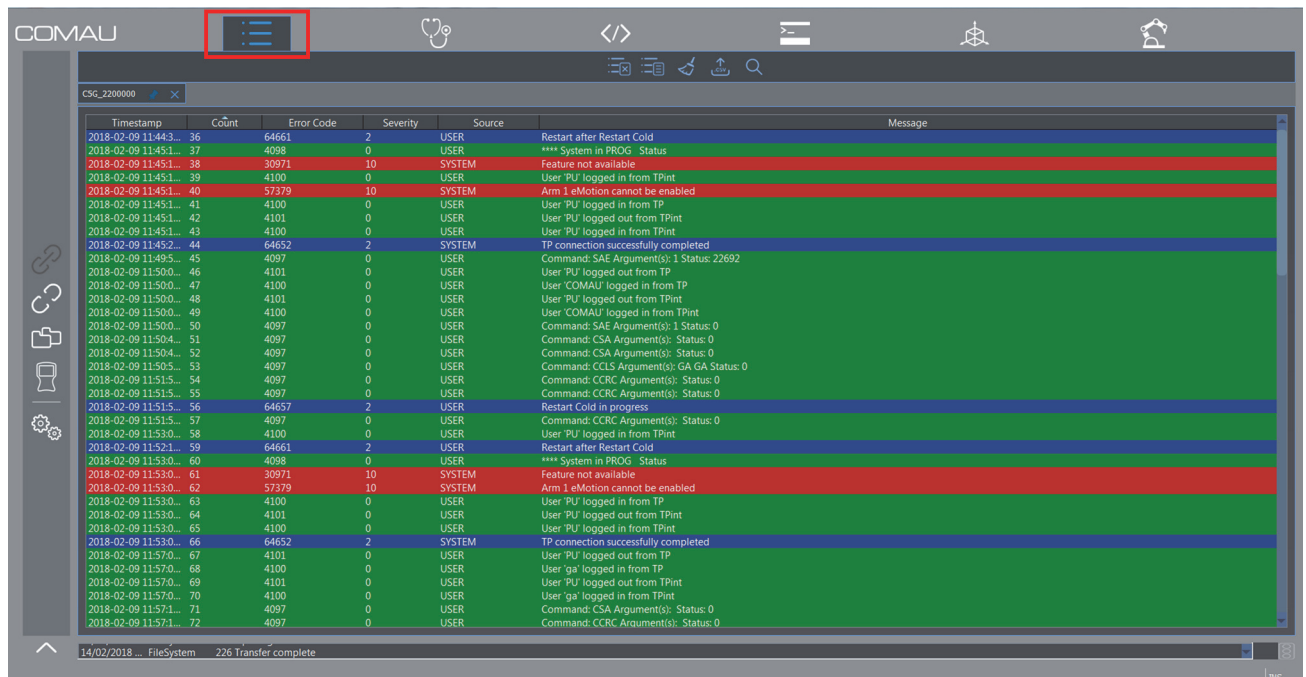 COMAU
C5G_2200000
Timestamp Count Error Code Severity Source Message
2018-02-09 11:44:3... 36 64661 2 USER Restart after Restart Cold
2018-02-09 11:45:1... 37 4098 0 USER **** System in PROG Status
2018-02-09 11:45:1... 38 30971 10 SYSTEM Feature not available
2018-02-09 11:45:1... 39 4100 0 USER User 'PU' logged in from TPint
2018-02-09 11:45:1... 40 57379 10 SYSTEM Arm 1 eMotion cannot be enabled
2018-02-09 11:45:1... 41 4100 0 USER User 'PU' logged in from TP
2018-02-09 11:45:1... 42 4101 0 USER User 'PU' logged out from TPint
2018-02-09 11:45:1... 43 4100 0 USER User 'PU' logged in from TPint
2018-02-09 11:45:2... 44 64652 2 SYSTEM TP connection successfully completed
2018-02-09 11:49:5... 45 4097 0 USER Command: SAE Argument(s): 1 Status: 22692
2018-02-09 11:50:0... 46 4101 0 USER User 'PU' logged out from TP
2018-02-09 11:50:0... 47 4100 0 USER User 'COMAU' logged in from TP
2018-02-09 11:50:0... 48 4101 0 USER User 'PU' logged out from TPint
2018-02-09 11:50:0... 49 4100 0 USER User 'COMAU' logged in from TPint
2018-02-09 11:50:0... 50 4097 0 USER Command: SAE Argument(s): 1 Status: 0
2018-02-09 11:50:4... 51 4097 0 USER Command: CSA Argument(s): Status: 0
2018-02-09 11:50:4... 52 4097 0 USER Command: CSA Argument(s): Status: 0
2018-02-09 11:50:5... 53 4097 0 USER Command: CCLS Argument(s): GA GA Status: 0
2018-02-09 11:51:5... 54 4097 0 USER Command: CCRC Argument(s): Status: 0
2018-02-09 11:51:5... 55 4097 0 USER Command: CCRC Argument(s): Status: 0
2018-02-09 11:51:5... 56 64657 2 USER Restart Cold in progress
2018-02-09 11:51:5... 57 4097 0 USER Command: CCRC Argument(s): Status: 0
2018-02-09 11:53:0... 58 4100 0 USER User 'PU' logged in from TPint
2018-02-09 11:52:1... 59 64661 2 USER Restart after Restart Cold
2018-02-09 11:53:0... 60 4098 0 USER **** System in PROG Status
2018-02-09 11:53:0... 61 30971 10 SYSTEM Feature not available
2018-02-09 11:53:0... 62 57379 10 SYSTEM Arm 1 eMotion cannot be enabled
2018-02-09 11:53:0... 63 4100 0 USER User 'PU' logged in from TP
2018-02-09 11:53:0... 64 4101 0 USER User 'PU' logged out from TPint
2018-02-09 11:53:0... 65 4100 0 USER User 'PU' logged in from TPint
2018-02-09 11:53:0... 66 64652 2 SYSTEM TP connection successfully completed
2018-02-09 11:57:0... 67 4101 0 USER User 'PU' logged out from TP
2018-02-09 11:57:0... 68 4100 0 USER User 'ga' logged in from TP
2018-02-09 11:57:0... 69 4101 0 USER User 'PU' logged out from TPint
2018-02-09 11:57:0... 70 4100 0 USER User 'ga' logged in from TPint
2018-02-09 11:57:1... 71 4097 0 USER Command: CSA Argument(s): Status: 0
2018-02-09 11:57:1... 72 4097 0 USER Command: CCRC Argument(s): Status: 0
14/02/2018 ... FileSystem 226 Transfer complete